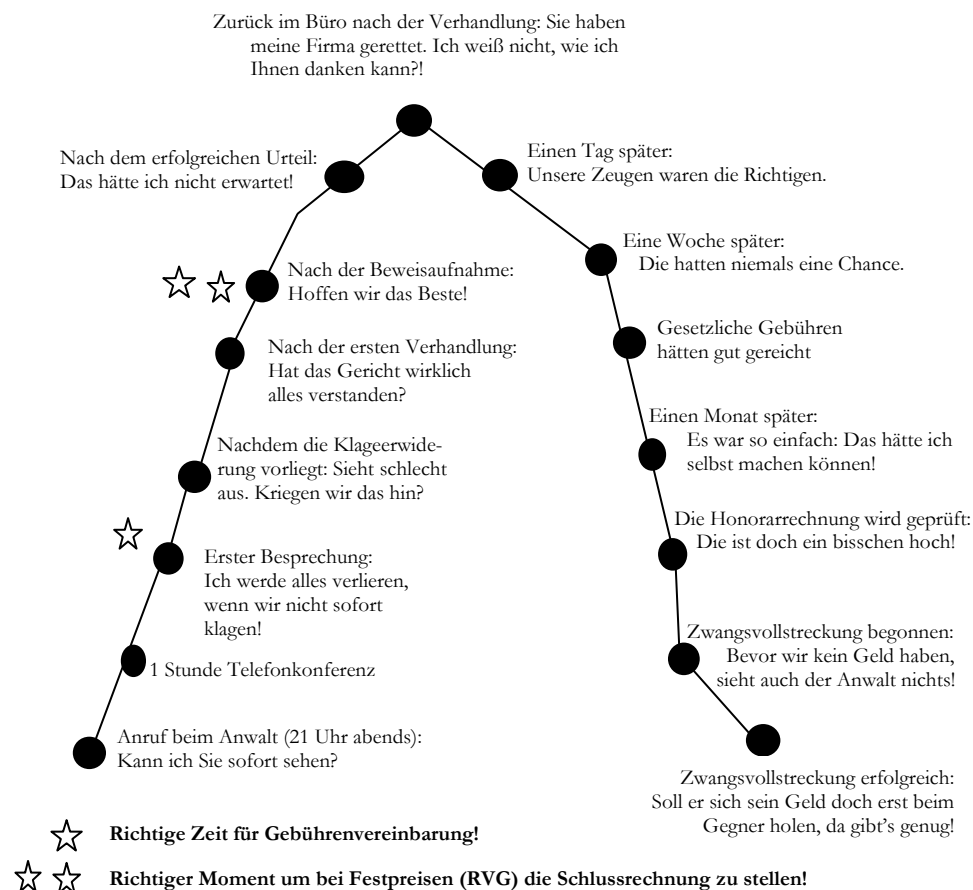 Zurück im Büro nach der Verhandlung: Sie haben
meine Firma gerettet. Ich weiß nicht, wie ich
Ihnen danken kann?!
Nach dem erfolgreichen Urteil:
Das hätte ich nicht erwartet!
Einen Tag später:
Unsere Zeugen waren die Richtigen.
Eine Woche später:
Die hatten niemals eine Chance.
Nach der Beweisaufnahme:
Hoffen wir das Beste!
Gesetzliche Gebühren
hätten gut gereicht
Nach der ersten Verhandlung:
Hat das Gericht wirklich
alles verstanden?
Einen Monat später:
Es war so einfach: Das hätte ich
selbst machen können!
Nachdem die Klageerwide-
rung vorliegt: Sieht schlecht
aus. Kriegen wir das hin?
Die Honorarrechnung wird geprüft:
Die ist doch ein bisschen hoch!
Erster Besprechung:
Ich werde alles verlieren,
wenn wir nicht sofort
klagen!
Zwangsvollstreckung begonnen:
Bevor wir kein Geld haben,
sieht auch der Anwalt nichts!
1 Stunde Telefonkonferenz
Anruf beim Anwalt (21 Uhr abends):
Kann ich Sie sofort sehen?
Zwangsvollstreckung erfolgreich:
Soll er sich sein Geld doch erst beim
Gegner holen, da gibt's genug!
Richtige Zeit für Gebührenvereinbarung!
Richtiger Moment um bei Festpreisen (RVG) die Schlussrechnung zu stellen!